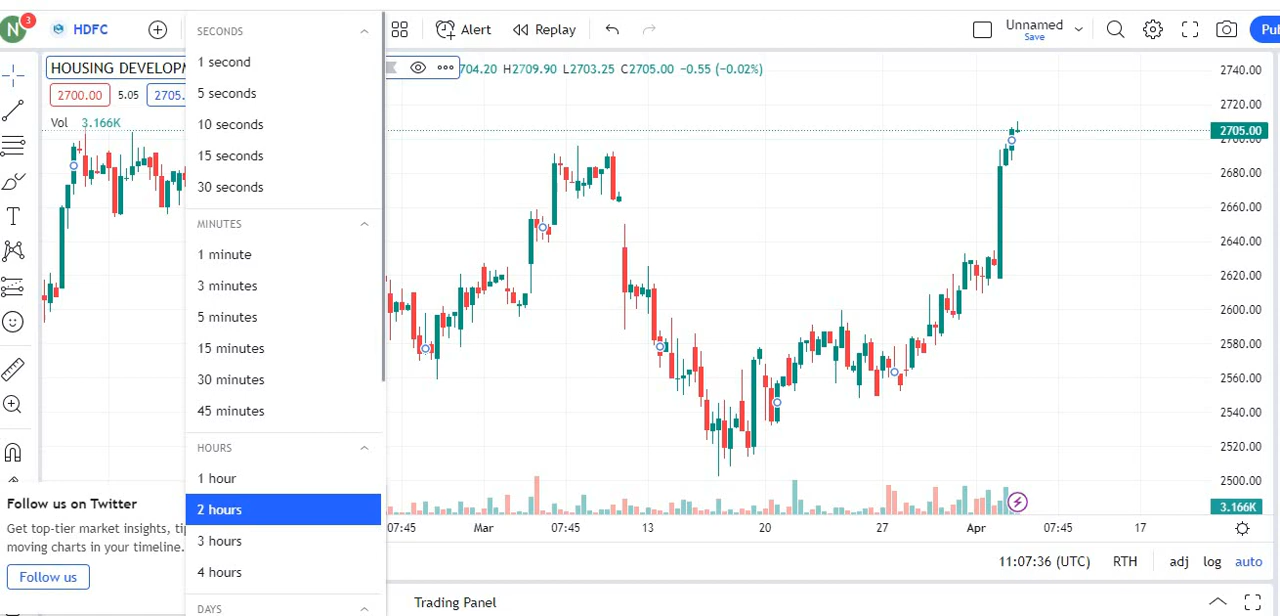 N 3 HDFC Alert Replay Unnamed Save
HOUSING DEVELOPM
704.20 H2709.90 L2703.25 C2705.00 −0.55 (−0.02%)
2700.00 5.05 2705.
Vol 3.166K
SECONDS
1 second
5 seconds
10 seconds
15 seconds
30 seconds
MINUTES
1 minute
3 minutes
5 minutes
15 minutes
30 minutes
45 minutes
HOURS
1 hour
2 hours
3 hours
4 hours
DAYS
2740.00
2720.00
2705.00
2700.00
2680.00
2660.00
2640.00
2620.00
2600.00
2580.00
2560.00
2540.00
2520.00
2500.00
3.166K
07:45 Mar 07:45 13 20 27 Apr 07:45 17
Follow us on Twitter
Get top-tier market insights, ti
moving charts in your timeline.
Follow us
11:07:36 (UTC) RTH adj log auto
Trading Panel